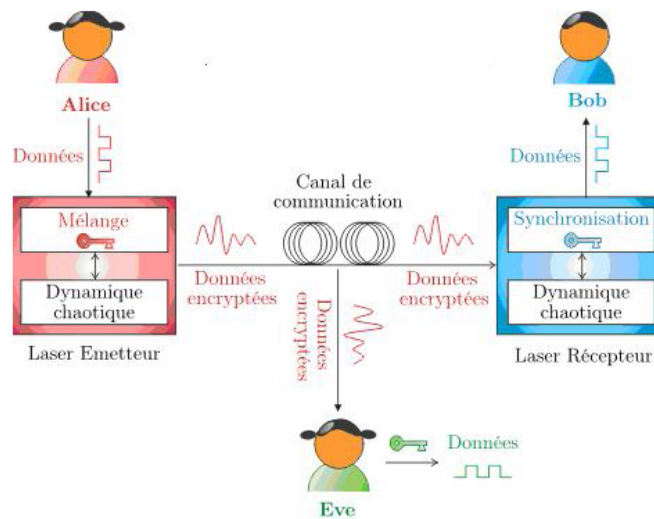 Alice
Bob
Données
Données
Canal de
communication
Mélange
Synchronisation
Dynamique
chaotique
Données
encryptées
Données
encryptées
Données
encryptées
Dynamique
chaotique
Laser Emetteur
Laser Récepteur
Données
Eve